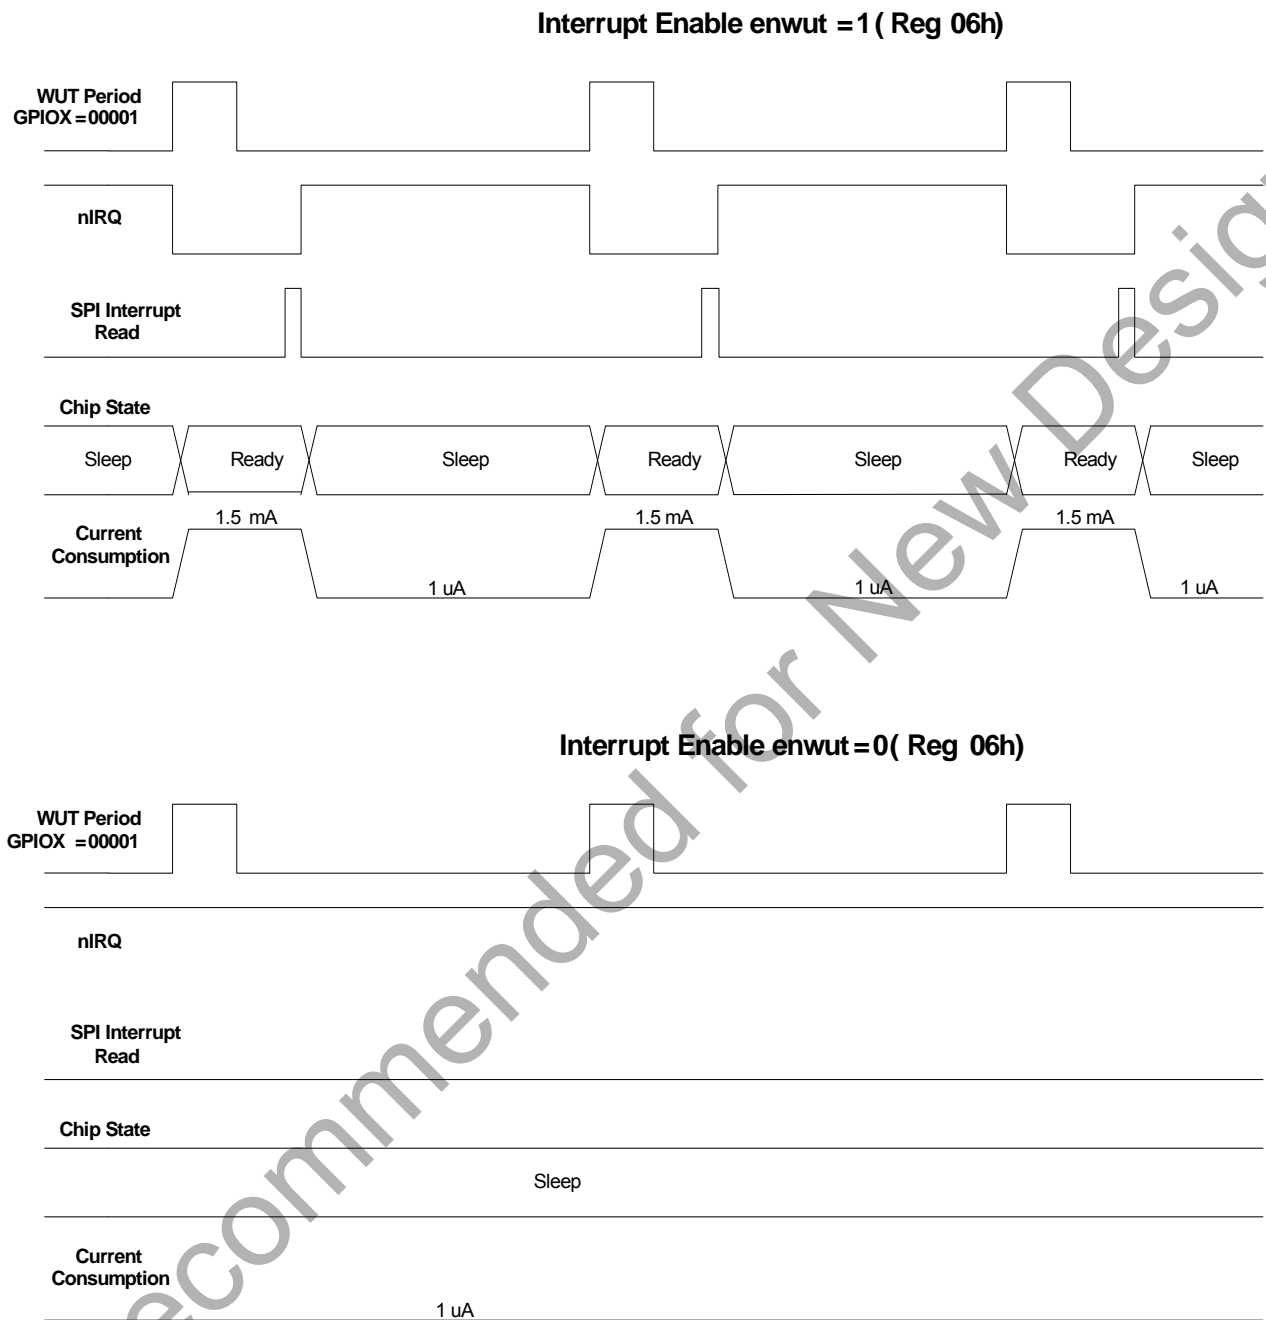 Interrupt Enable enwut =1 ( Reg 06h)
WUT Period
GPIOX =00001
nIRQ
SPI Interrupt
Read
Chip State
Sleep Ready Sleep Ready Sleep Ready Sleep
1.5 mA 1.5 mA 1.5 mA
Current
Consumption
1 uA 1 uA 1 uA
Interrupt Enable enwut =0( Reg 06h)
WUT Period
GPIOX =00001
nIRQ
SPI Interrupt
Read
Chip State
Sleep
Current
Consumption
1 uA
ecommended for New Desig